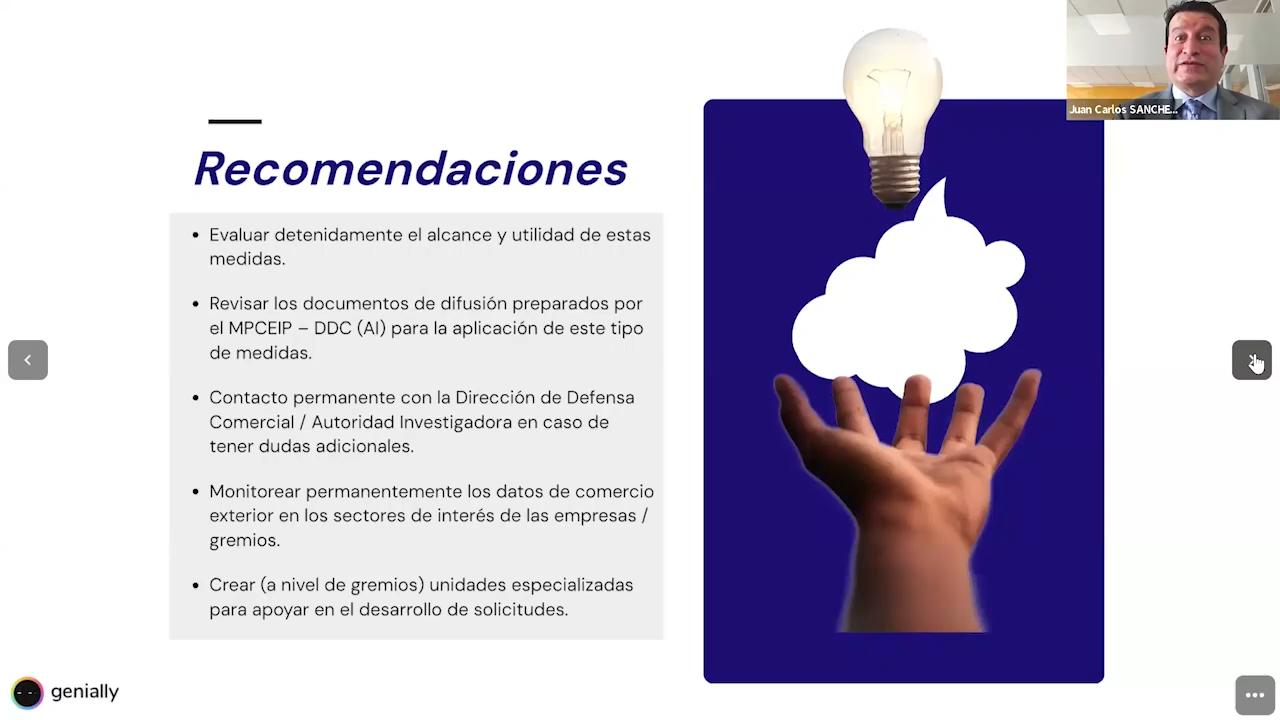 Juan Carlos SANCHE...
Recomendaciones
• Evaluar detenidamente el alcance y utilidad de estas
medidas.
• Revisar los documentos de difusión preparados por
el MPCEIP – DDC (AI) para la aplicación de este tipo
de medidas.
• Contacto permanente con la Dirección de Defensa
Comercial / Autoridad Investigadora en caso de
tener dudas adicionales.
• Monitorear permanentemente los datos de comercio
exterior en los sectores de interés de las empresas /
gremios.
• Crear (a nivel de gremios) unidades especializadas
para apoyar en el desarrollo de solicitudes.
genially